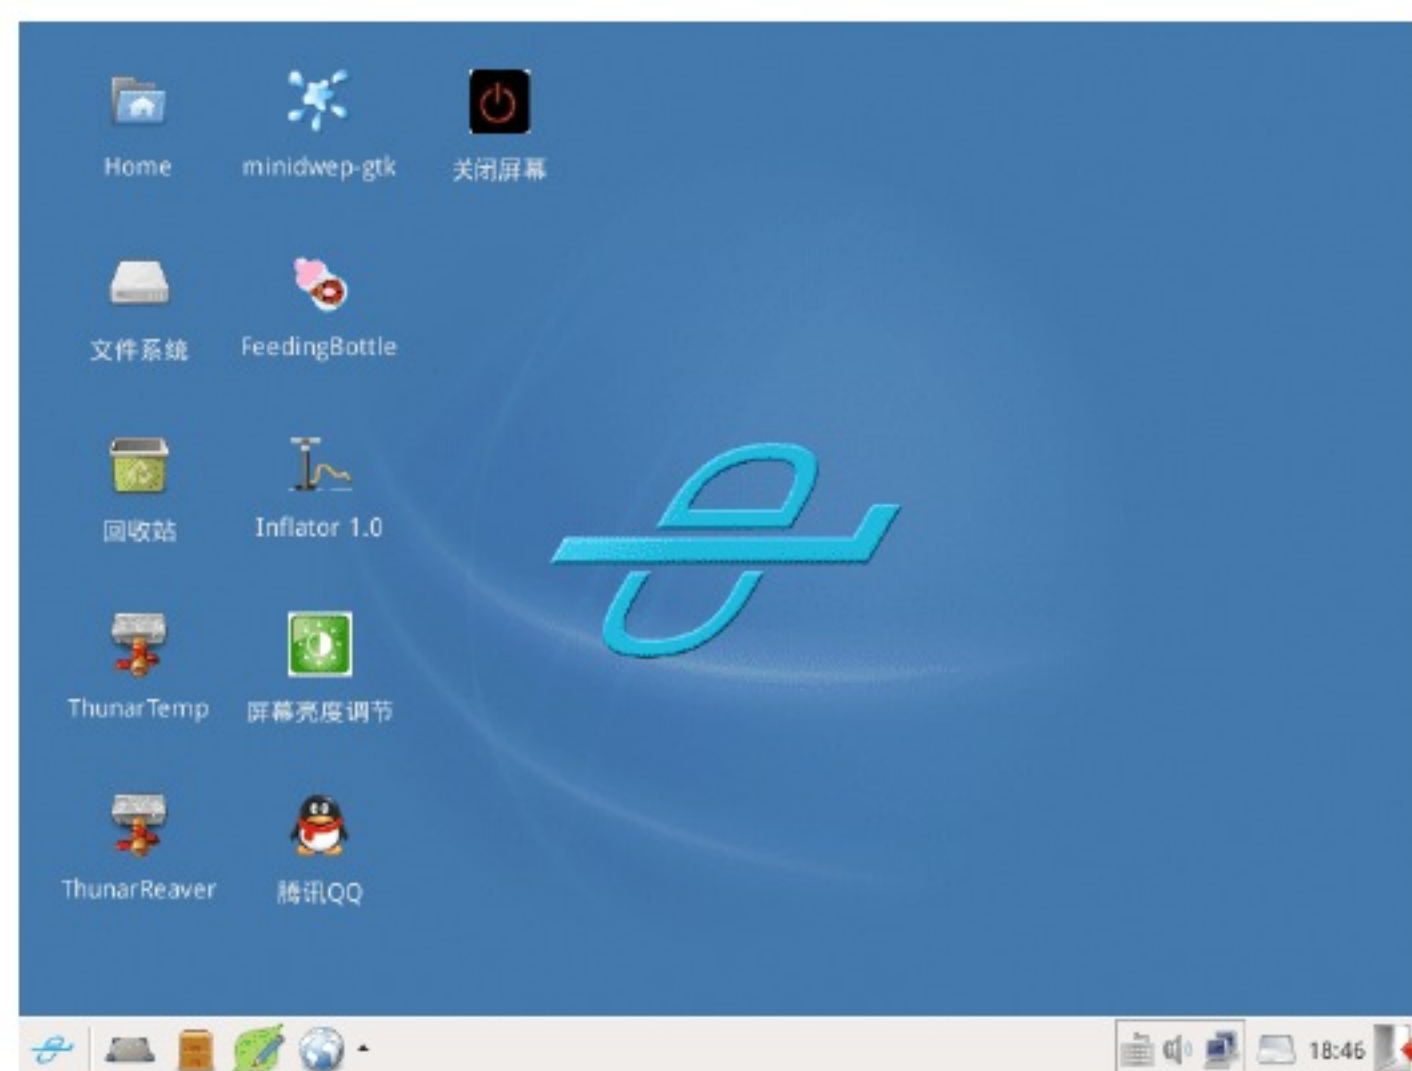 Home
minidwep-gtk
关闭屏幕
文件系统
FeedingBottle
回收站
Inflator 1.0
ThunarTemp
屏幕亮度调节
ThunarReaver
腾讯QQ
18:46